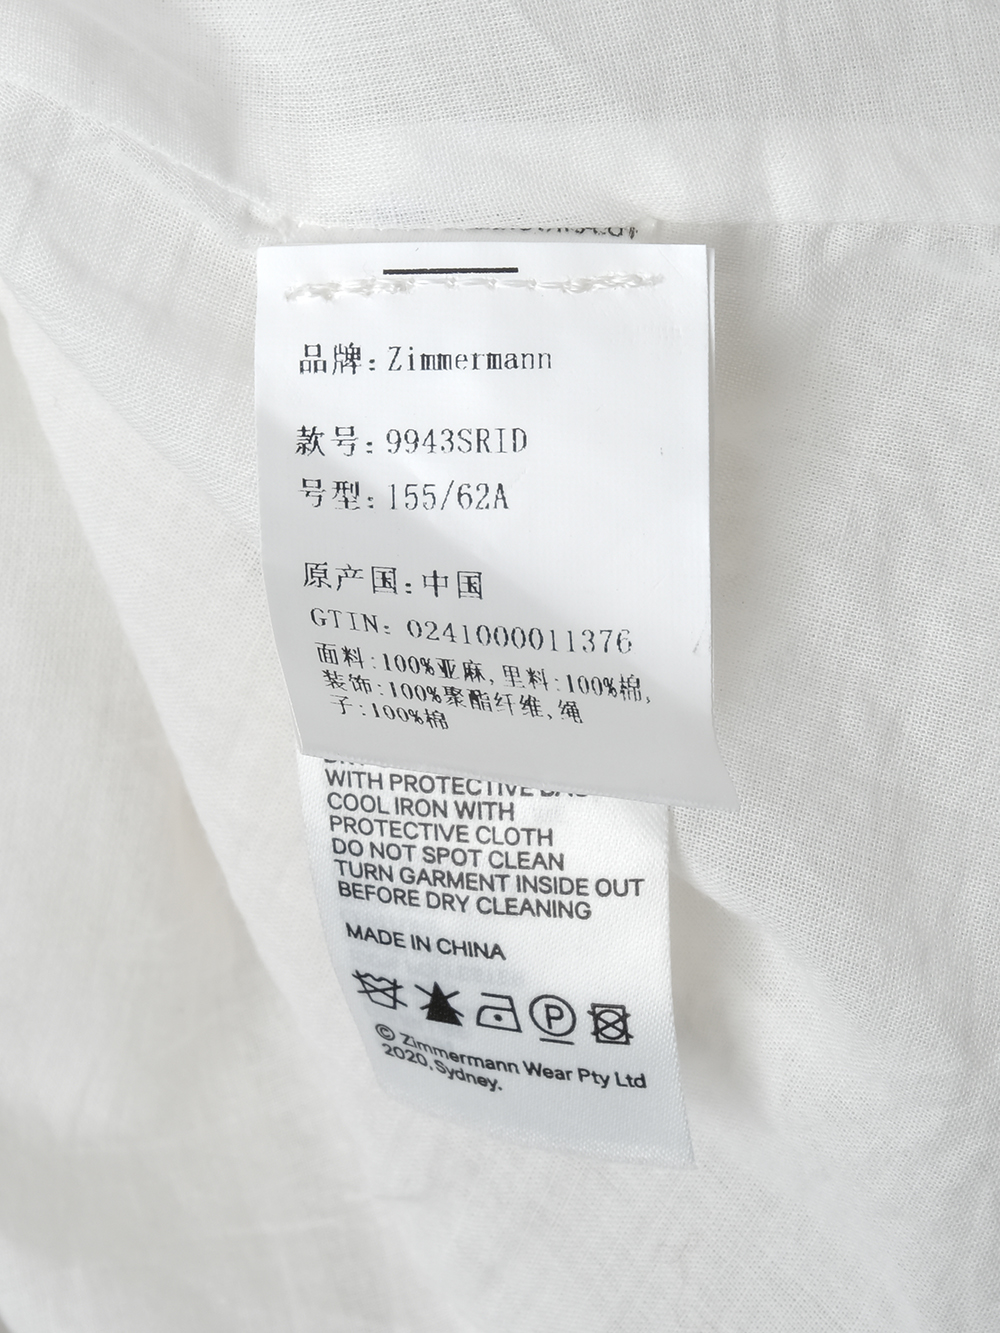 品牌: Zimmermann
款号: 9943SRID
号型: 155/62A
原产国: 中国
GTIN: 0241000011376
面料:100%亚麻,里料:100%棉,
装饰:100%聚酯纤维,绳
子:100%棉
WITH PROTECTIVE
COOL IRON WITH
PROTECTIVE CLOTH
DO NOT SPOT CLEAN
TURN GARMENT INSIDE OUT
BEFORE DRY CLEANING
MADE IN CHINA
P
© Zimmermann Wear Pty Ltd
2020. Sydney.